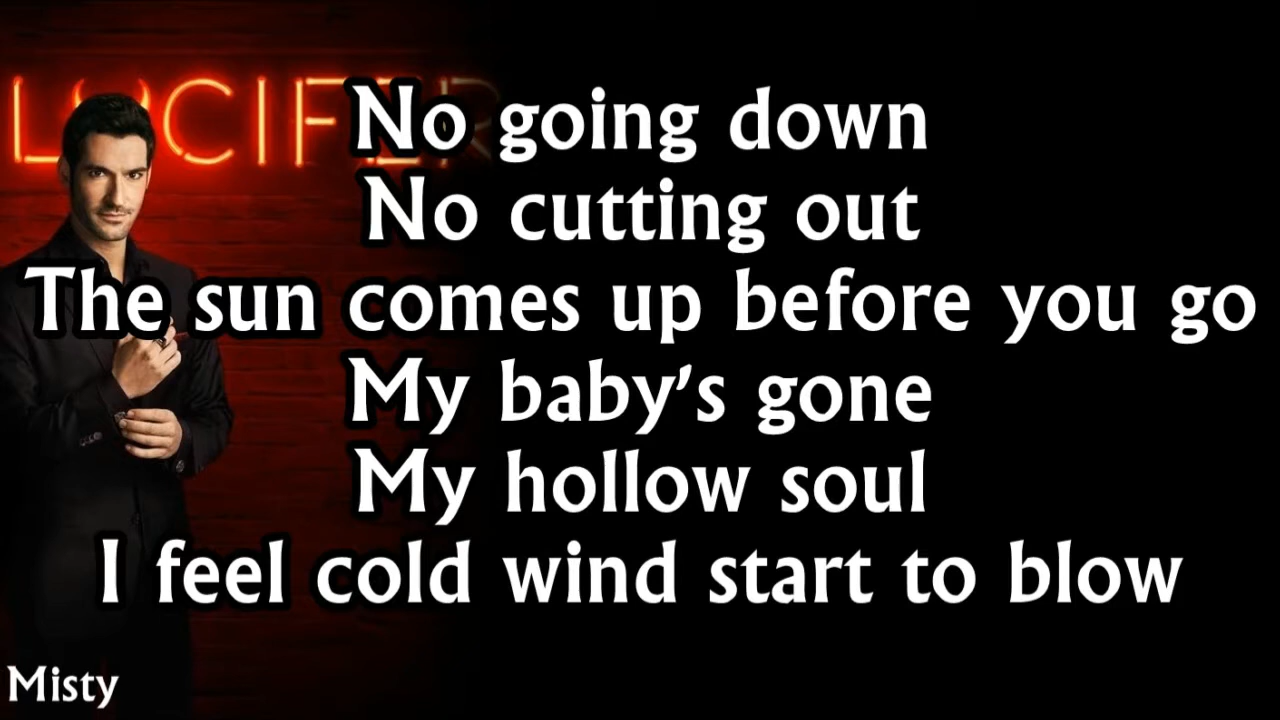 LUCIFER
No going down
No cutting out
The sun comes up before you go
My baby's gone
My hollow soul
I feel cold wind start to blow
Misty